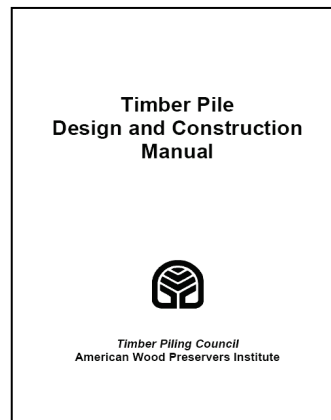 Timber Pile
Design and Construction
Manual
Timber Piling Council
American Wood Preservers Institute